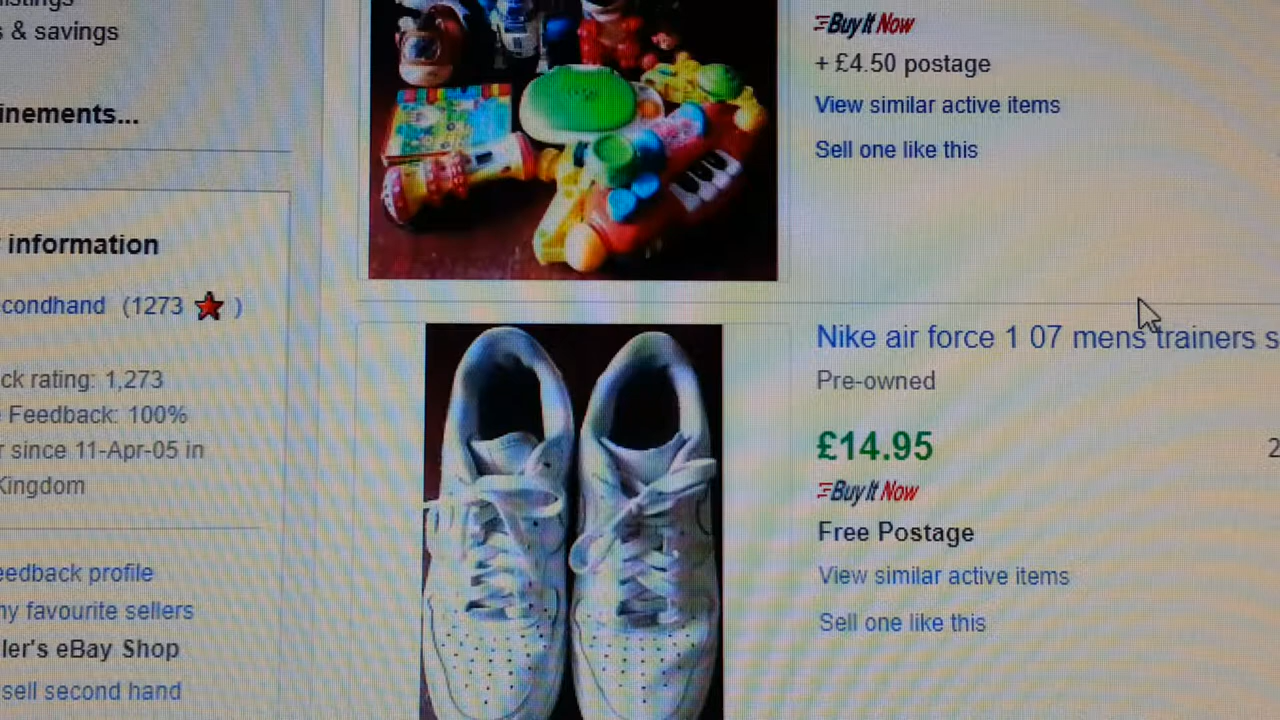 & savings
inements...
information
condhand (1273 )
ck rating: 1,273
Feedback: 100%
since 11-Apr-05 in
Kingdom
eedback profile
favourite sellers
ler's eBay Shop
sell second hand
Buy It Now
+ £4.50 postage
View similar active items
Sell one like this
Nike air force 1 07 mens trainers s
Pre-owned
£14.95
2
Buy It Now
Free Postage
View similar active items
Sell one like this